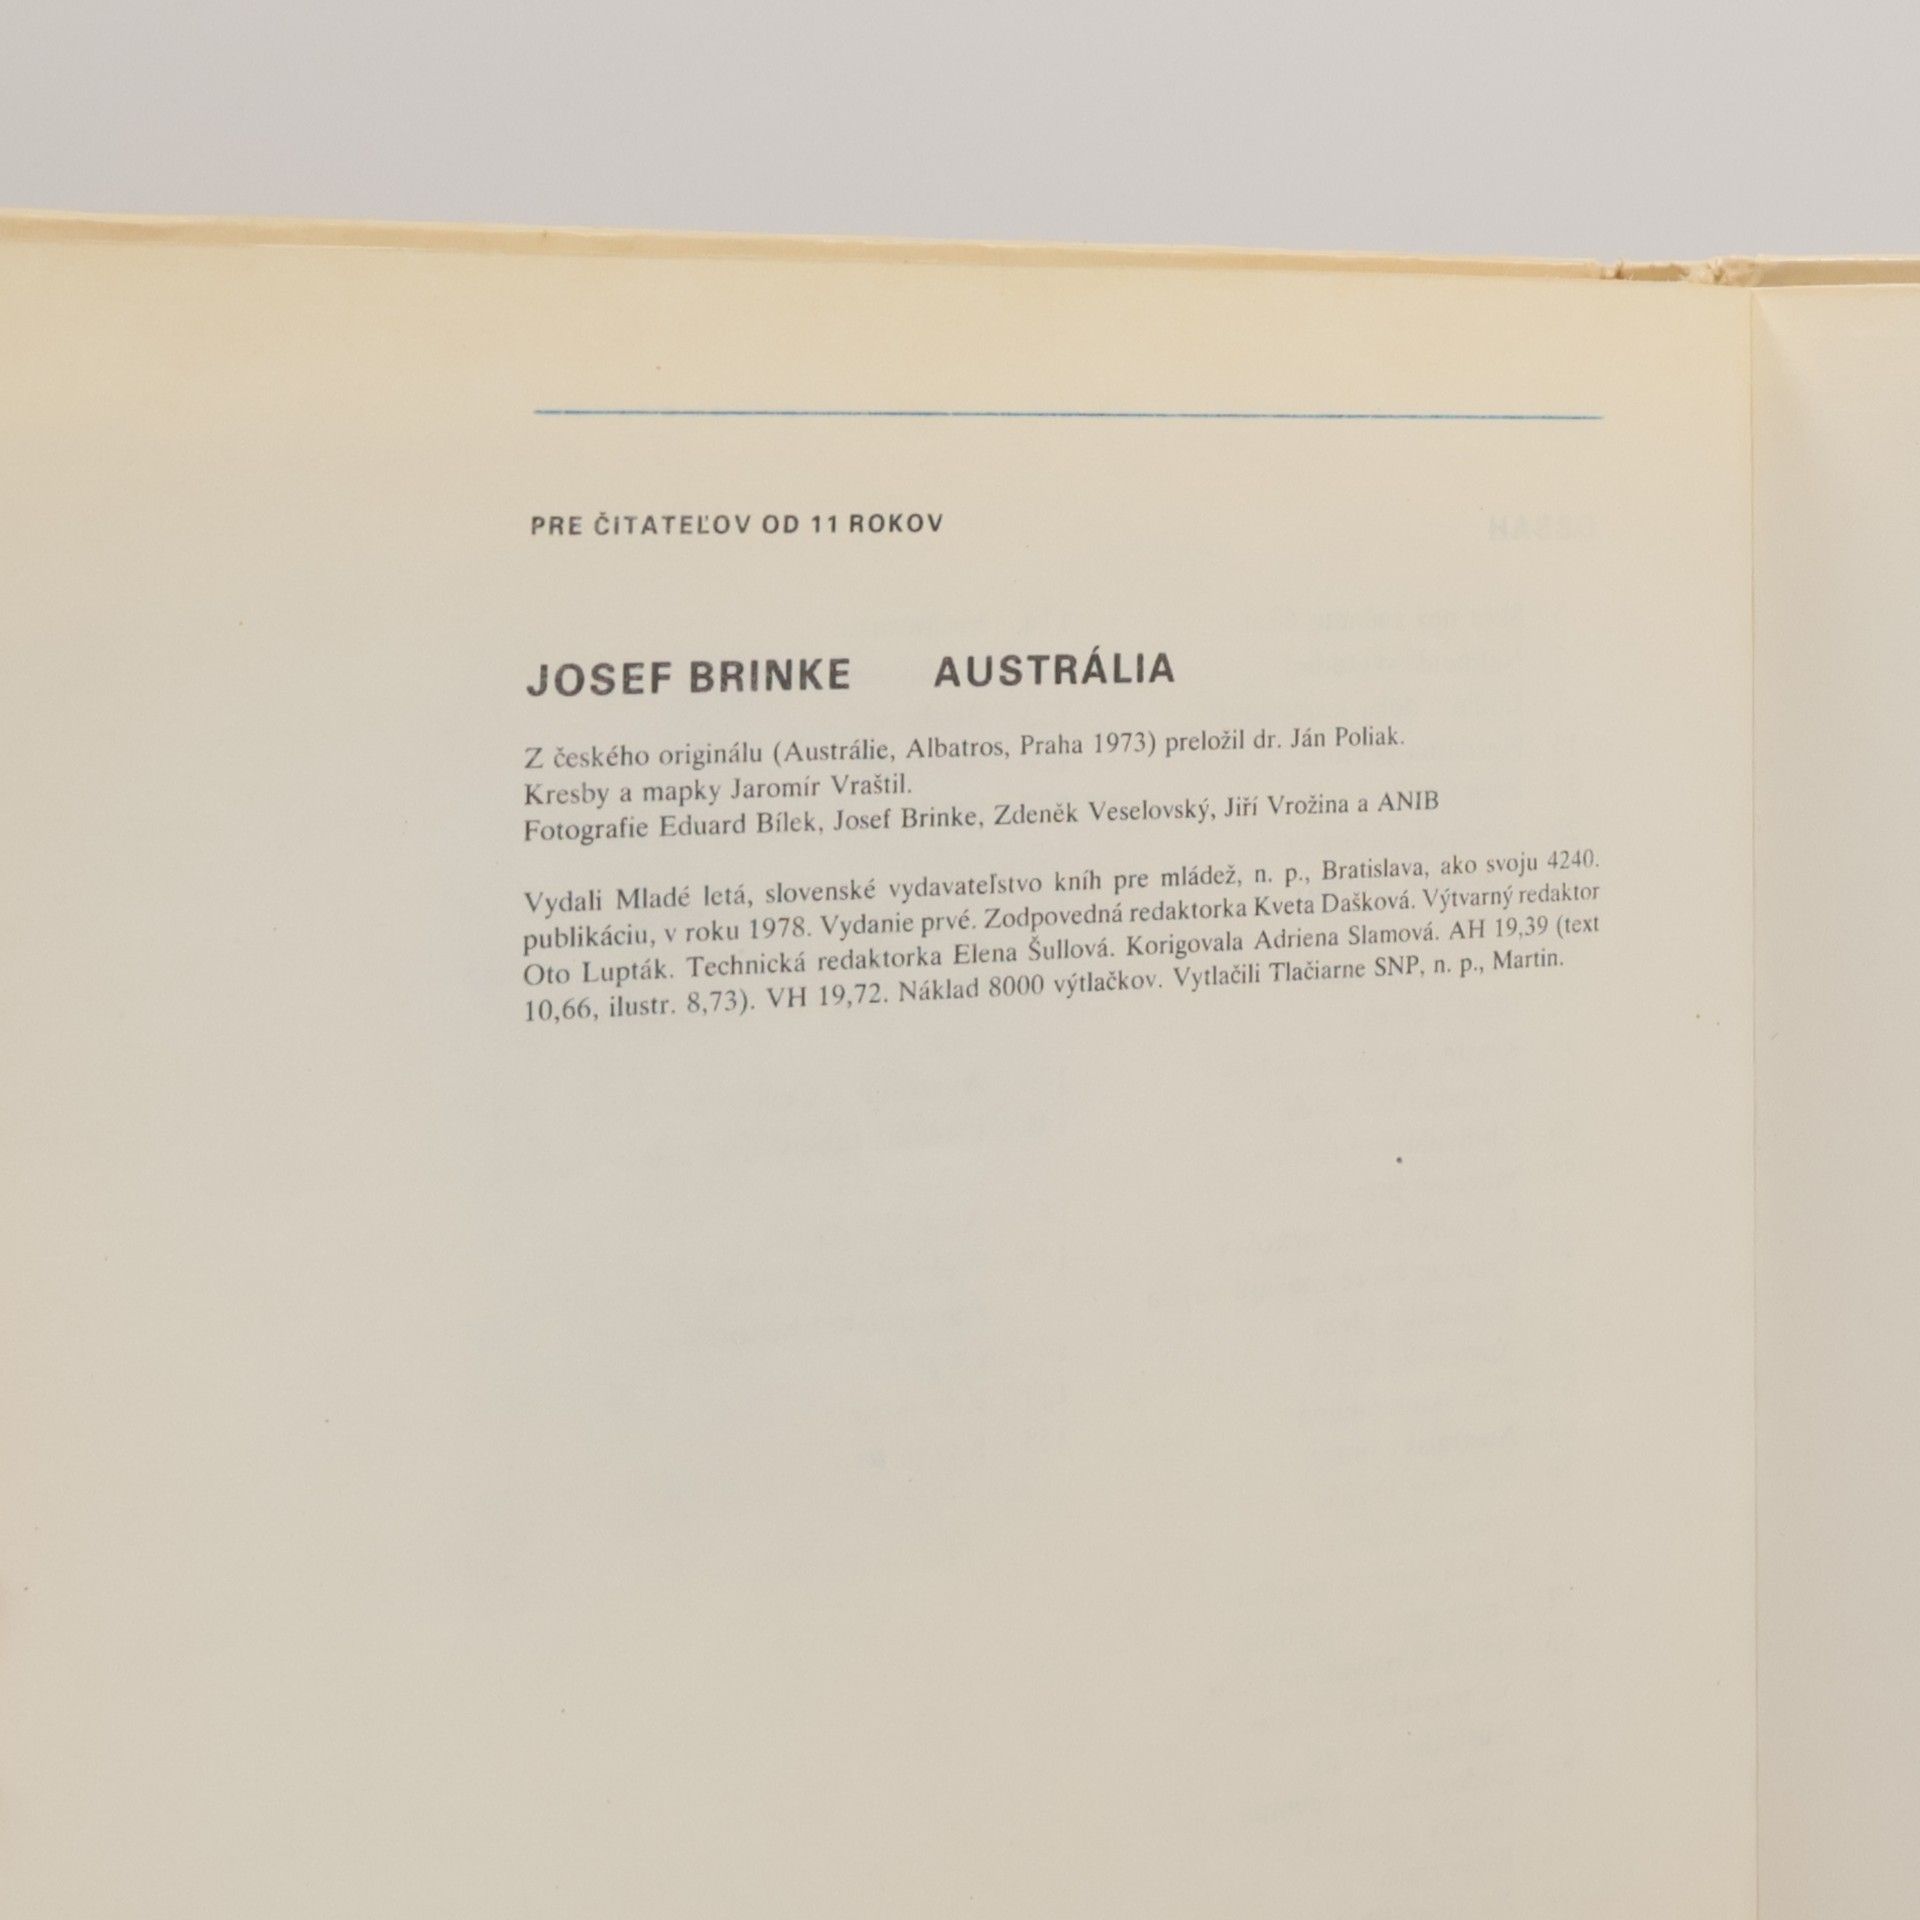 PRE ČITATEĽOV OD 11 ROKOV
JOSEF BRINKE AUSTRÁLIA
Z českého originálu (Austrálie, Albatros, Praha 1973) preložil dr. Ján Poliak.
Kresby a mapky Jaromír Vraštil.
Fotografie Eduard Bílek, Josef Brinke, Zdeněk Veselovský, Jiří Vrožina a ANIB
Vydali Mladé letá, slovenské vydavateľstvo kníh pre mládež, n. p., Bratislava, ako svoju 4240.
publikáciu, v roku 1978. Vydanie prvé. Zodpovedná redaktorka Kveta Dašková. Výtvarný redaktor
Oto Lupták. Technická redaktorka Elena Šullová. Korigovala Adriena Slamová. AH 19,39 (text
10,66, ilustr. 8,73). VH 19,72. Náklad 8000 výtlačkov. Vytlačili Tlačiarne SNP, n. p., Martin.